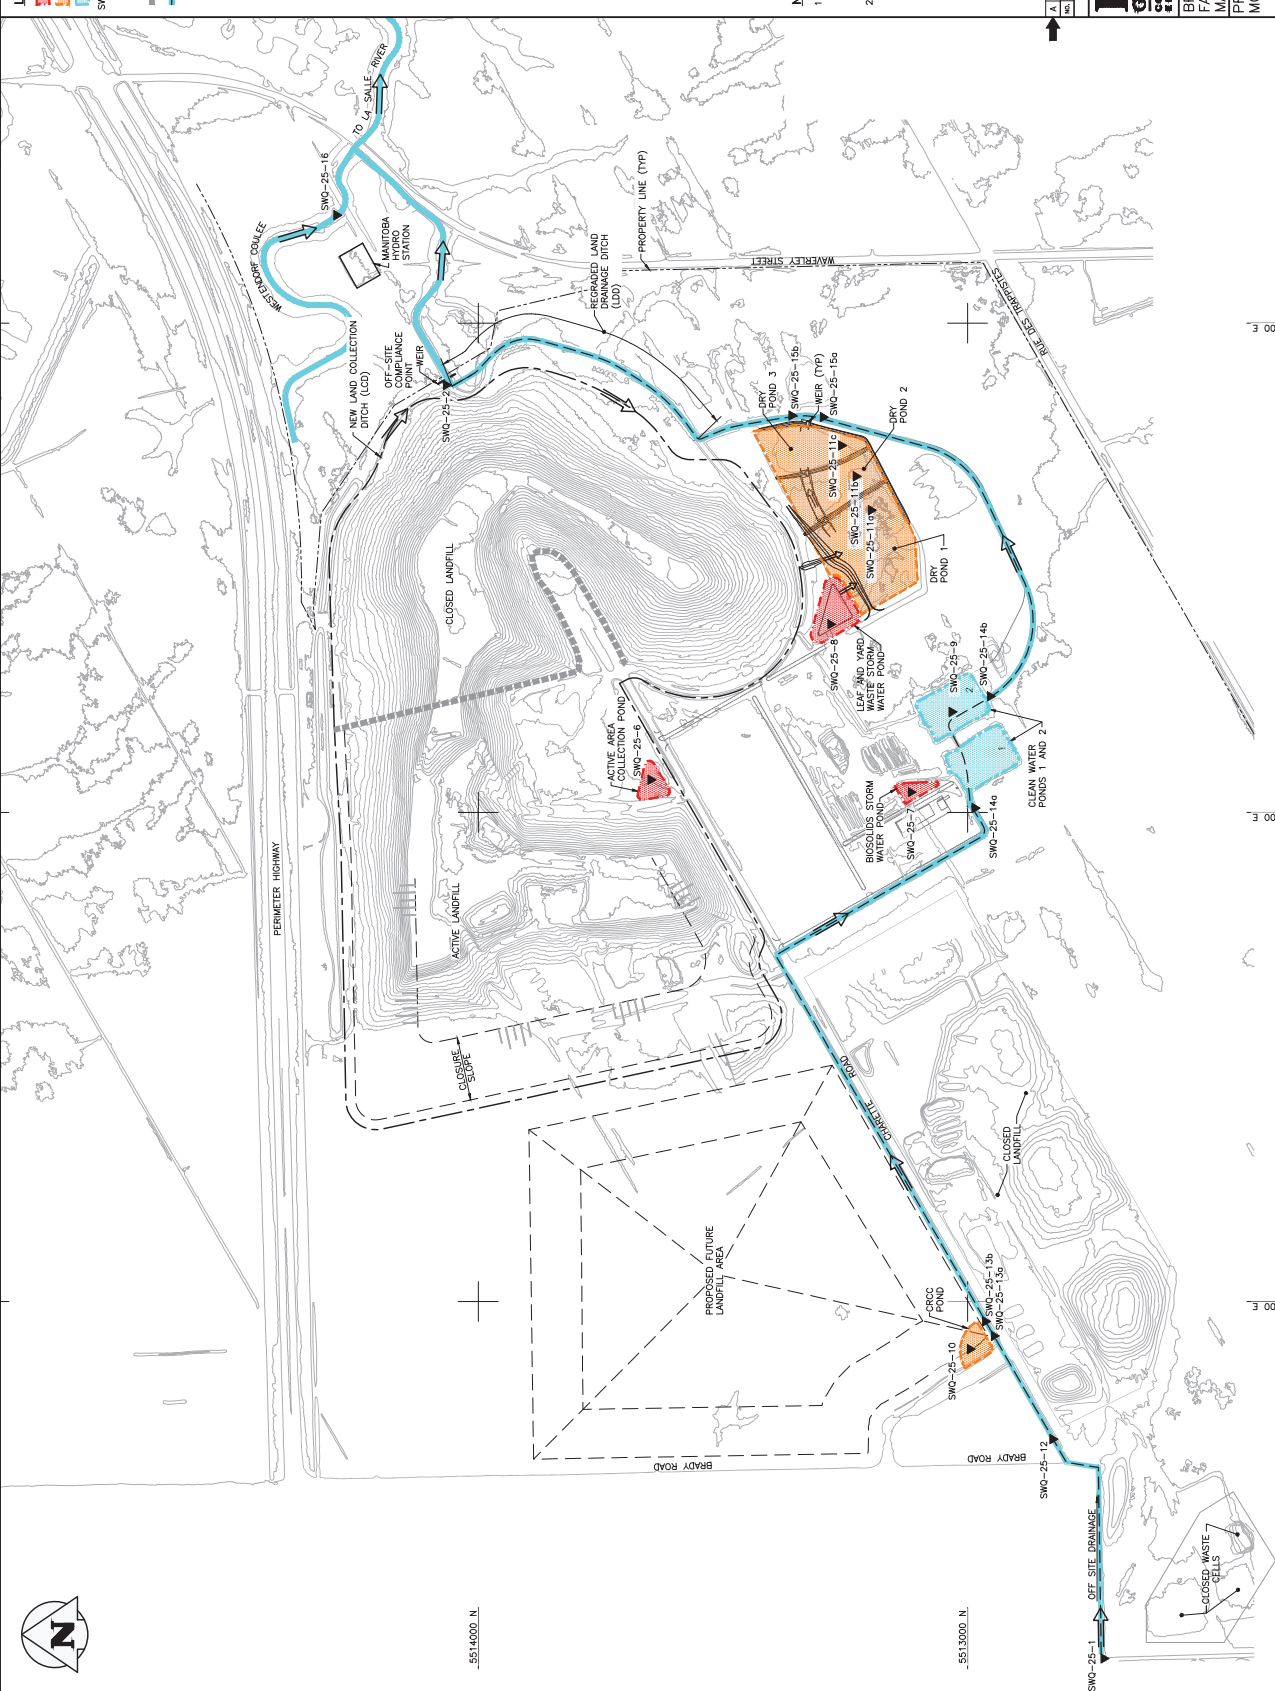 TO LA SALLE RIVER
SWQ-25-16
WESTENDORF COULEE
MANITOBA
HYDRO
STATION
PROPERTY LINE (TYP)
WAVERLEY STREET
RUE DES TRAPPISTES
REGRADED LAND
DRAINAGE DITCH
(LDD)
NEW LAND COLLECTION
DITCH (LCD)
OFF-SITE
COMPLIANCE
POINT
WEIR
SWQ-25-2
DRY
POND 3
SWQ-25-15b
WEIR (TYP)
SWQ-25-15a
DRY
POND 2
SWQ-25-11c
SWQ-25-11b
SWQ-25-11a
DRY
POND 1
CLOSED LANDFILL
SWQ-25-8
LEAF AND YARD
WASTE STORM
WATER POND
SWQ-25-9
SWQ-25-14b
2
1
CLEAN WATER
PONDS 1 AND 2
ACTIVE AREA
COLLECTION POND
SWQ-25-6
BIOSOLIDS STORM
WATER POND
SWQ-25-7
SWQ-25-14a
PERIMETER HIGHWAY
ACTIVE LANDFILL
CLOSURE
SLOPE
CHARETTE ROAD
CLOSED
LANDFILL
PROPOSED FUTURE
LANDFILL AREA
CRCC
POND
SWQ-25-13b
SWQ-25-13a
SWQ-25-10
SWQ-25-12
BRADY ROAD
BRADY ROAD
OFF SITE DRAINAGE
SWQ-25-1
CLOSED WASTE
CELLS
5514000 N
5513000 N
N
A
NO.
1
2